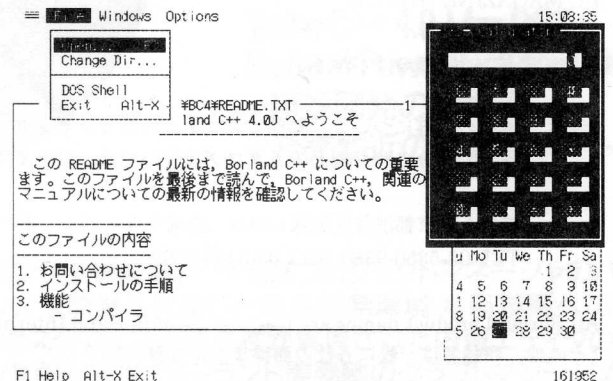 ≡ File Windows Options 15:08:35
Change Dir...
DOS Shell
Exit Alt-X
¥BC4¥README.TXT 1
land C++ 4.0J へようこそ
この README ファイルには, Borland C++ についての重要
ます。このファイルを最後まで読んで, Borland C++, 関連の
マニュアルについての最新の情報を確認してください。
このファイルの内容
1. お問い合わせについて
2. インストールの手順
3. 機能
- コンパイラ
u Mo Tu We Th Fr Sa
1 2 3
4 5 6 7 8 9 10
1 12 13 14 15 16 17
8 19 20 21 22 23 24
5 26 28 29 30
F1 Help Alt-X Exit 161952